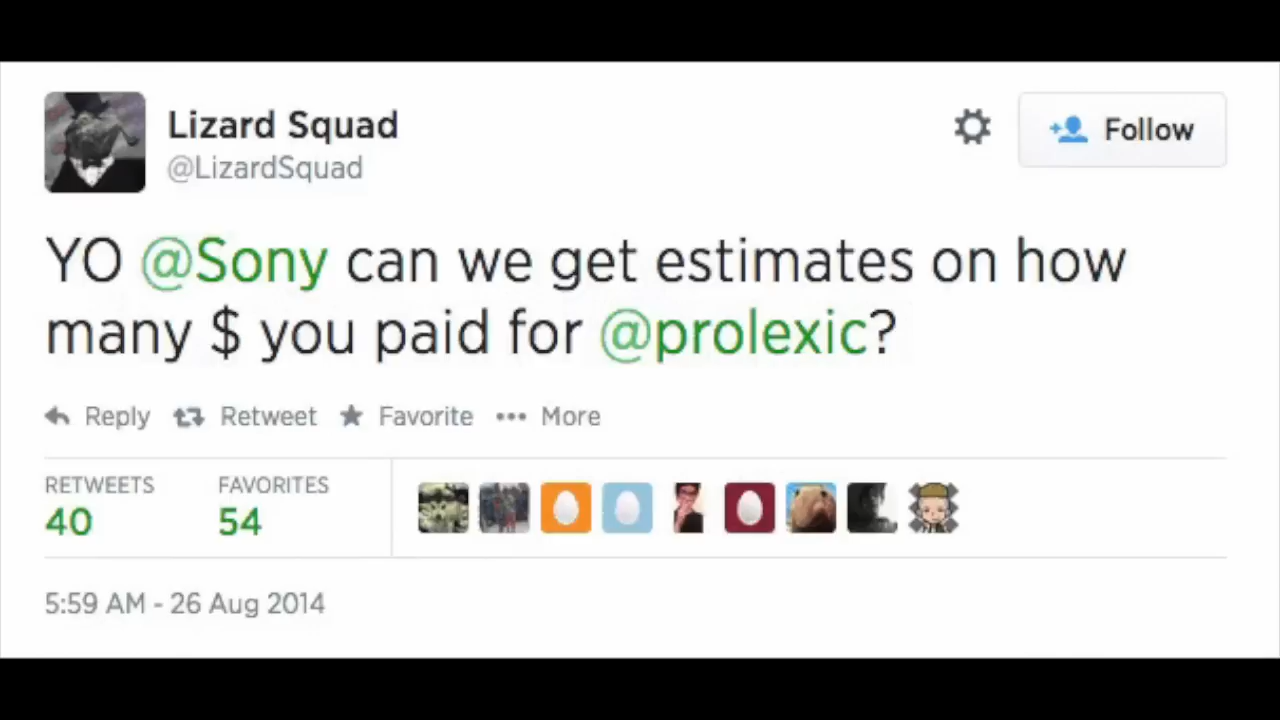 Lizard Squad
@LizardSquad
Follow
YO @Sony can we get estimates on how
many $ you paid for @prolexic?
Reply Retweet Favorite More
RETWEETS FAVORITES
40 54
5:59 AM - 26 Aug 2014